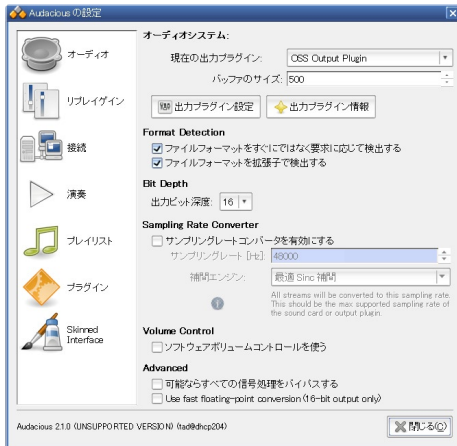 Audacious の設定
オーディオ
リプレイゲイン
接続
演奏
プレイリスト
プラグイン
Skinned
Interface
オーディオシステム:
現在の出力プラグイン: OSS Output Plugin
バッファのサイズ: 500
出力プラグイン設定 出力プラグイン情報
Format Detection
ファイルフォーマットをすぐにではなく要求に応じて検出する
ファイルフォーマットを拡張子で検出する
Bit Depth
出力ビット深度: 16
Sampling Rate Converter
サンプリングレートコンバータを有効にする
サンプリングレート [Hz]: 48000
補間エンジン: 最適 Sinc 補間
All streams will be converted to this sampling rate.
This should be the max supported sampling rate of
the sound card or output plugin.
Volume Control
ソフトウェアボリュームコントロールを使う
Advanced
可能ならすべての信号処理をバイパスする
Use fast floating-point conversion (16-bit output only)
Audacious 2.1.0 (UNSUPPORTED VERSION) (tad@dhcp204)
閉じる(C)